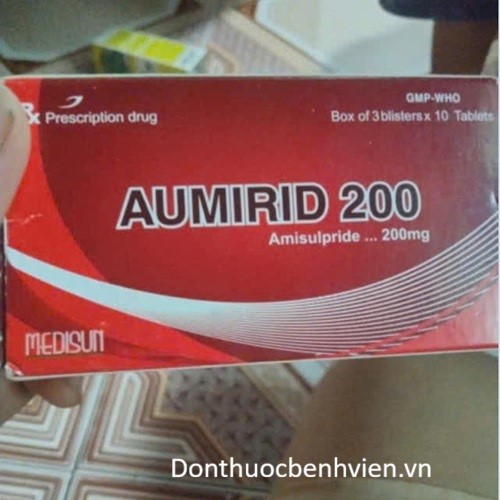 Rx Prescription drug
GMP-WHO
Box of 3 blisters x 10 Tablets
AUMIRID 200
Amisulpride ... 200mg
MEDISUN
Donthuocbenhvien.vn